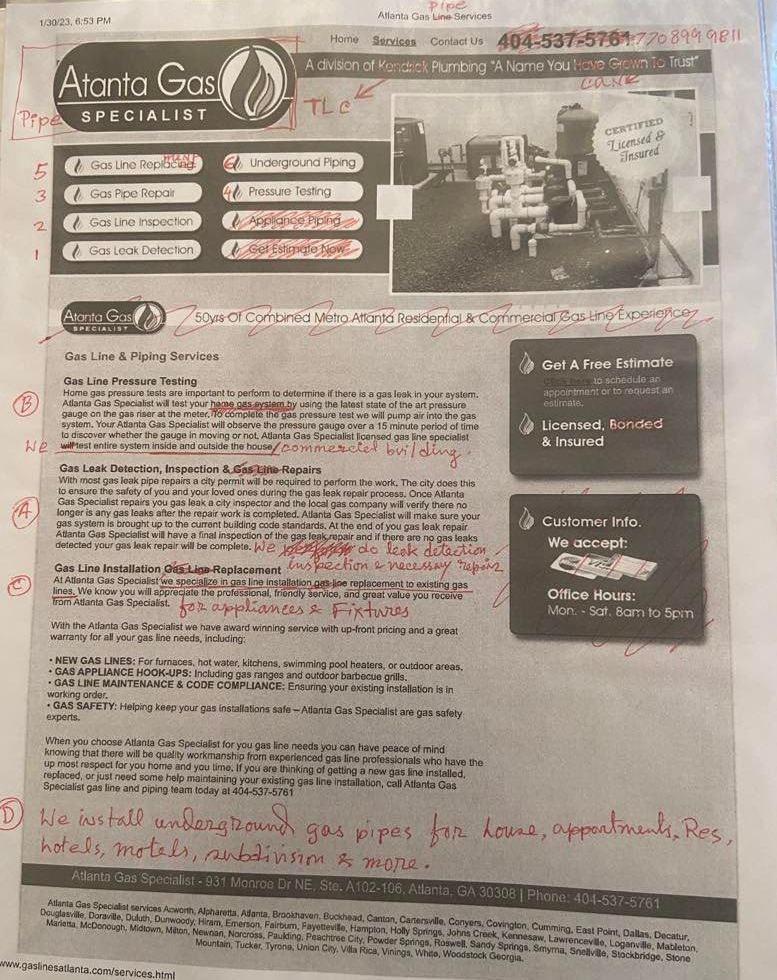 1/30/23, 6:53 PM
Pipe
Atlanta Gas Line Services
Home Services Contact Us 404-537-5761 770 899 9811
Atanta Gas
SPECIALIST
Pipe
A division of Kendrick Plumbing "A Name You Have Grown To Trust"
TLC
CERTIFIED
Licensed &
Insured
5 Gas Line Replacing ment
6 Underground Piping
3 Gas Pipe Repair
4 Pressure Testing
2 Gas Line Inspection
Appliance Piping
1 Gas Leak Detection
Get Estimate Now
Atanta Gas
SPECIALIST
50yrs Of Combined Metro Atlanta Residential & Commercial Gas Line Experience
Gas Line & Piping Services
Gas Line Pressure Testing
B
Home gas pressure tests are important to perform to determine if there is a gas leak in your system.
Atlanta Gas Specialist will test your home gas system by using the latest state of the art pressure
gauge on the gas riser at the meter. To complete the gas pressure test we will pump air into the gas
system. Your Atlanta Gas Specialist will observe the pressure gauge over a 15 minute period of time
to discover whether the gauge in moving or not. Atlanta Gas Specialist licensed gas line specialist
We will test entire system inside and outside the house/commercial building.
Gas Leak Detection, Inspection & Gas Line Repairs
A
With most gas leak pipe repairs a city permit will be required to perform the work. The city does this
to ensure the safety of you and your loved ones during the gas leak repair process. Once Atlanta
Gas Specialist repairs you gas leak a city inspector and the local gas company will verify there no
longer is any gas leaks after the repair work is completed. Atlanta Gas Specialist will make sure your
gas system is brought up to the current building code standards. At the end of you gas leak repair
Atlanta Gas Specialist will have a final inspection of the gas leak repair and if there are no gas leaks
detected your gas leak repair will be complete. We do leak detection
inspection & necessary repair
Gas Line Installation Gas Line Replacement
C
At Atlanta Gas Specialist we specialize in gas line installation gas line replacement to existing gas
lines. We know you will appreciate the professional, friendly service, and great value you receive
from Atlanta Gas Specialist. for appliances & Fixtures
With the Atlanta Gas Specialist we have award winning service with up-front pricing and a great
warranty for all your gas line needs, including:
• NEW GAS LINES: For furnaces, hot water, kitchens, swimming pool heaters, or outdoor areas.
• GAS APPLIANCE HOOK-UPS: Including gas ranges and outdoor barbecue grills.
• GAS LINE MAINTENANCE & CODE COMPLIANCE: Ensuring your existing installation is in
working order.
• GAS SAFETY: Helping keep your gas installations safe – Atlanta Gas Specialist are gas safety
experts.
When you choose Atlanta Gas Specialist for you gas line needs you can have peace of mind
knowing that there will be quality workmanship from experienced gas line professionals who have the
up most respect for you home and you time. If you are thinking of getting a new gas line installed,
replaced, or just need some help maintaining your existing gas line installation, call Atlanta Gas
Specialist gas line and piping team today at 404-537-5761
Get A Free Estimate
Click here to schedule an
appointment or to request an
estimate.
Licensed, Bonded
& Insured
Customer Info.
We accept:
VISA
Office Hours:
Mon. - Sat. 8am to 5pm
D We install underground gas pipes for house, appointments, Res,
hotels, motels, subdivision & more.
Atlanta Gas Specialist - 931 Monroe Dr NE, Ste. A102-106, Atlanta, GA 30308 | Phone: 404-537-5761
Atlanta Gas Specialist services Acworth, Alpharetta, Atlanta, Brookhaven, Buckhead, Canton, Cartersville, Conyers, Covington, Cumming, East Point, Dallas, Decatur,
Douglasville, Doraville, Duluth, Dunwoody, Hiram, Emerson, Fairburn, Fayetteville, Hampton, Holly Springs, Johns Creek, Kennesaw, Lawrenceville, Loganville, Mableton,
Marietta, McDonough, Midtown, Milton, Newnan, Norcross, Paulding, Peachtree City, Powder Springs, Roswell, Sandy Springs, Smyrna, Snellville, Stockbridge, Stone
Mountain, Tucker, Tyrone, Union City, Villa Rica, Vinings, White, Woodstock Georgia.
www.gaslinesatlanta.com/services.html